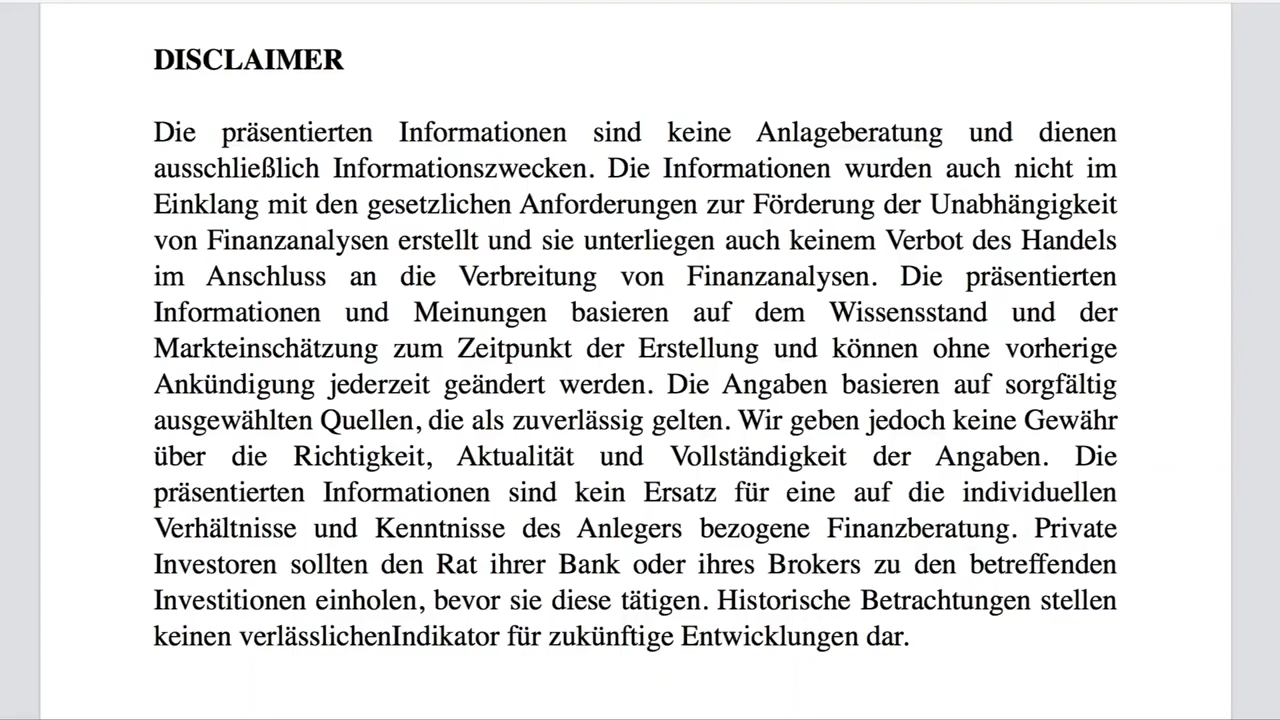 DISCLAIMER
Die präsentierten Informationen sind keine Anlageberatung und dienen
ausschließlich Informationszwecken. Die Informationen wurden auch nicht im
Einklang mit den gesetzlichen Anforderungen zur Förderung der Unabhängigkeit
von Finanzanalysen erstellt und sie unterliegen auch keinem Verbot des Handels
im Anschluss an die Verbreitung von Finanzanalysen. Die präsentierten
Informationen und Meinungen basieren auf dem Wissensstand und der
Markteinschätzung zum Zeitpunkt der Erstellung und können ohne vorherige
Ankündigung jederzeit geändert werden. Die Angaben basieren auf sorgfältig
ausgewählten Quellen, die als zuverlässig gelten. Wir geben jedoch keine Gewähr
über die Richtigkeit, Aktualität und Vollständigkeit der Angaben. Die
präsentierten Informationen sind kein Ersatz für eine auf die individuellen
Verhältnisse und Kenntnisse des Anlegers bezogene Finanzberatung. Private
Investoren sollten den Rat ihrer Bank oder ihres Brokers zu den betreffenden
Investitionen einholen, bevor sie diese tätigen. Historische Betrachtungen stellen
keinen verlässlichenIndikator für zukünftige Entwicklungen dar.